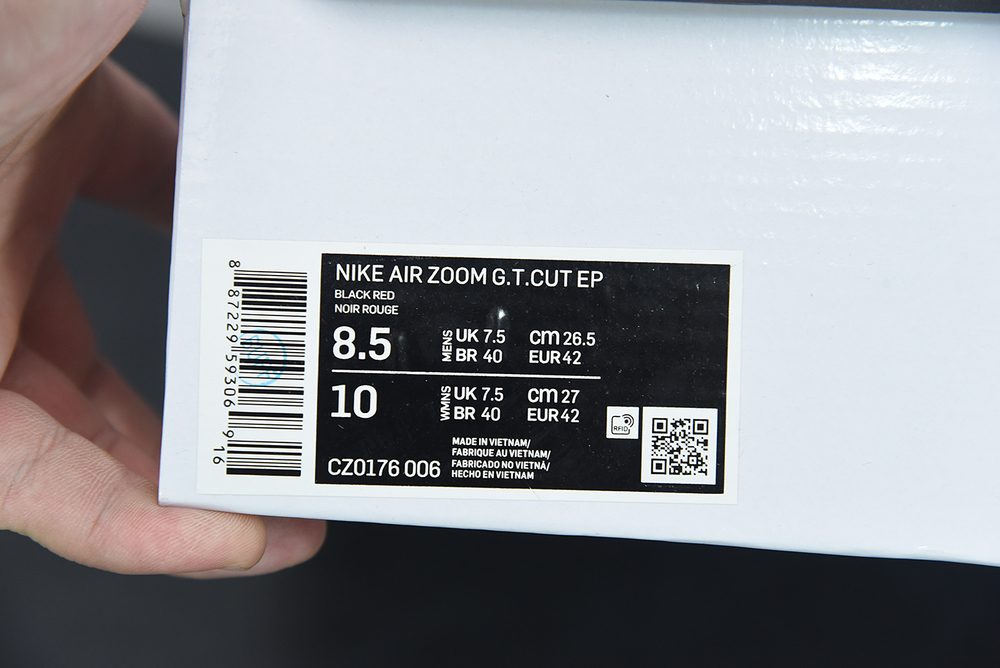 NIKE AIR ZOOM G.T.CUT EP
BLACK RED
NOIR ROUGE
8.5
MENS
UK 7.5
cm 26.5
BR 40
EUR 42
10
WMNS
UK 7.5
cm 27
BR 40
EUR 42
RFID
MADE IN VIETNAM/
FABRIQUE AU VIETNAM/
FABRICADO NO VIETNÃ/
HECHO EN VIETNAM
CZ0176 006
8 87229 59306 9 16